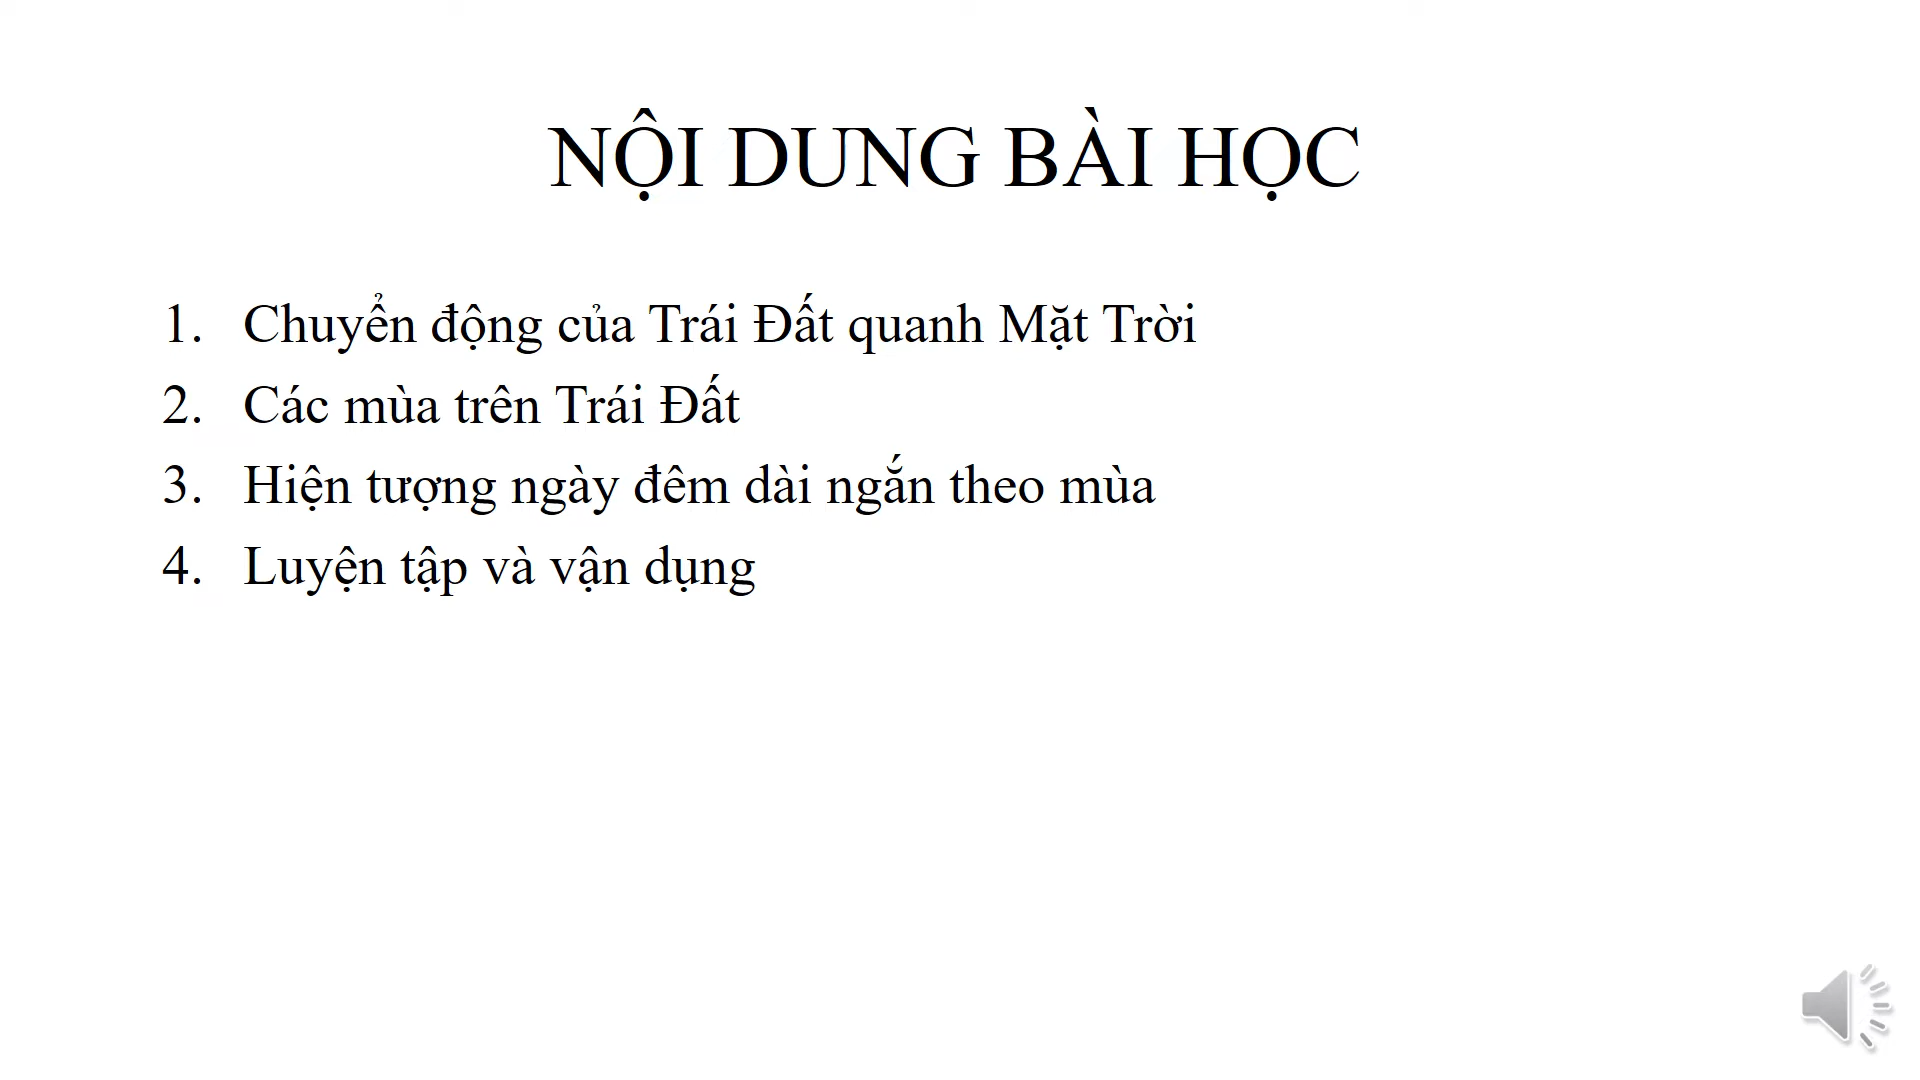 NỘI DUNG BÀI HỌC
1. Chuyển động của Trái Đất quanh Mặt Trời
2. Các mùa trên Trái Đất
3. Hiện tượng ngày đêm dài ngắn theo mùa
4. Luyện tập và vận dụng